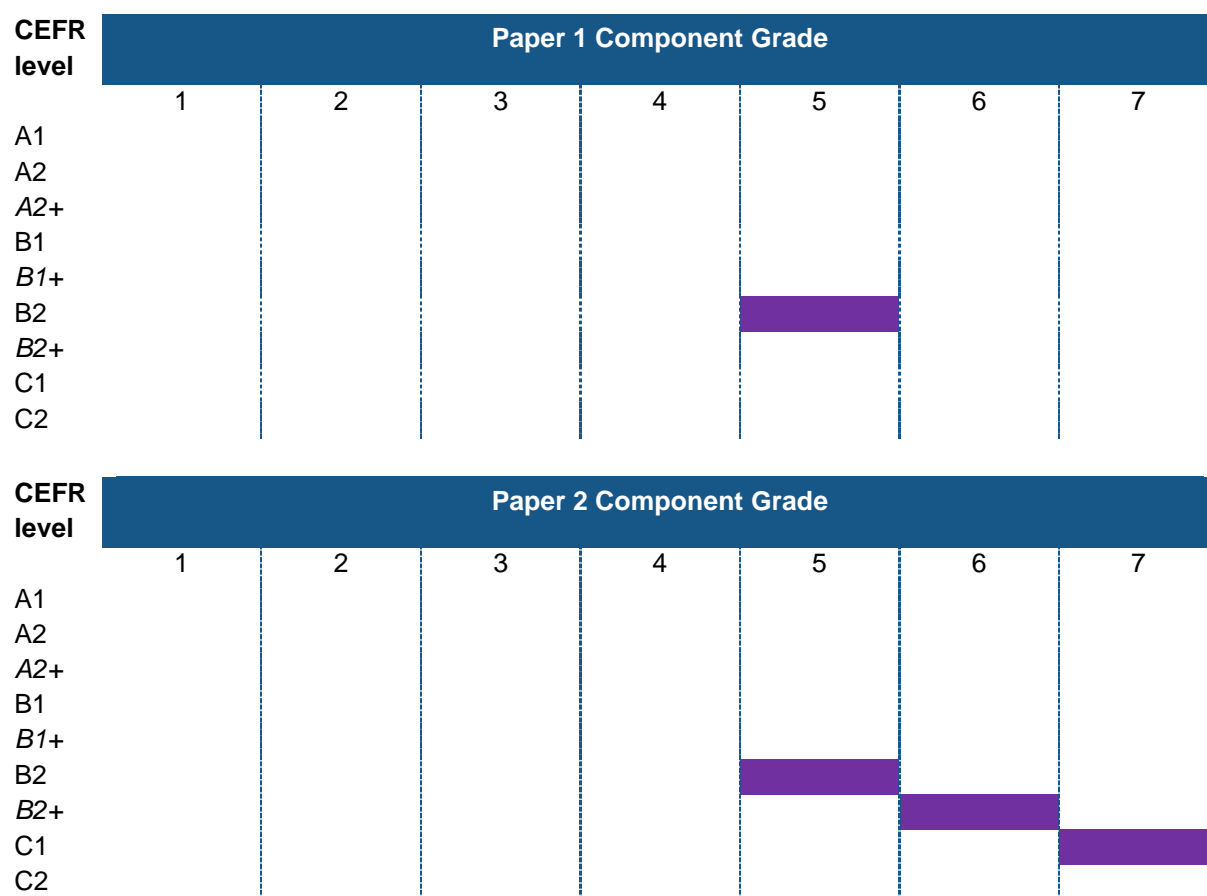 CEFR level Paper 1 Component Grade
1 2 3 4 5 6 7
A1
A2
A2+
B1
B1+
B2
B2+
C1
C2
CEFR level Paper 2 Component Grade
1 2 3 4 5 6 7
A1
A2
A2+
B1
B1+
B2
B2+
C1
C2